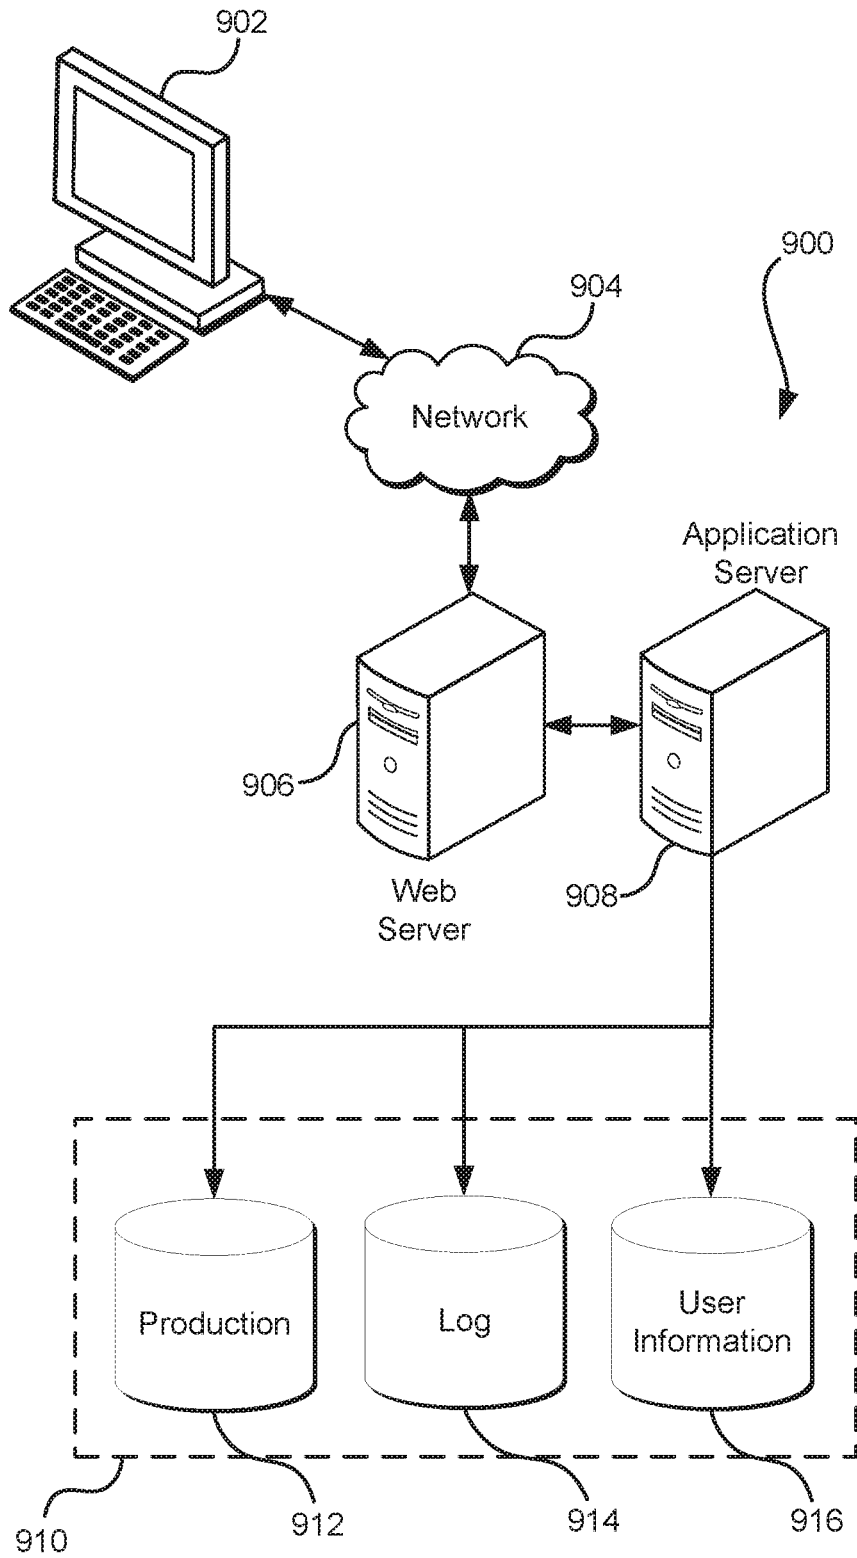 902
900
904
Network
Application
Server
906
908
Web
Server
Production
Log
User
Information
910
912
914
916